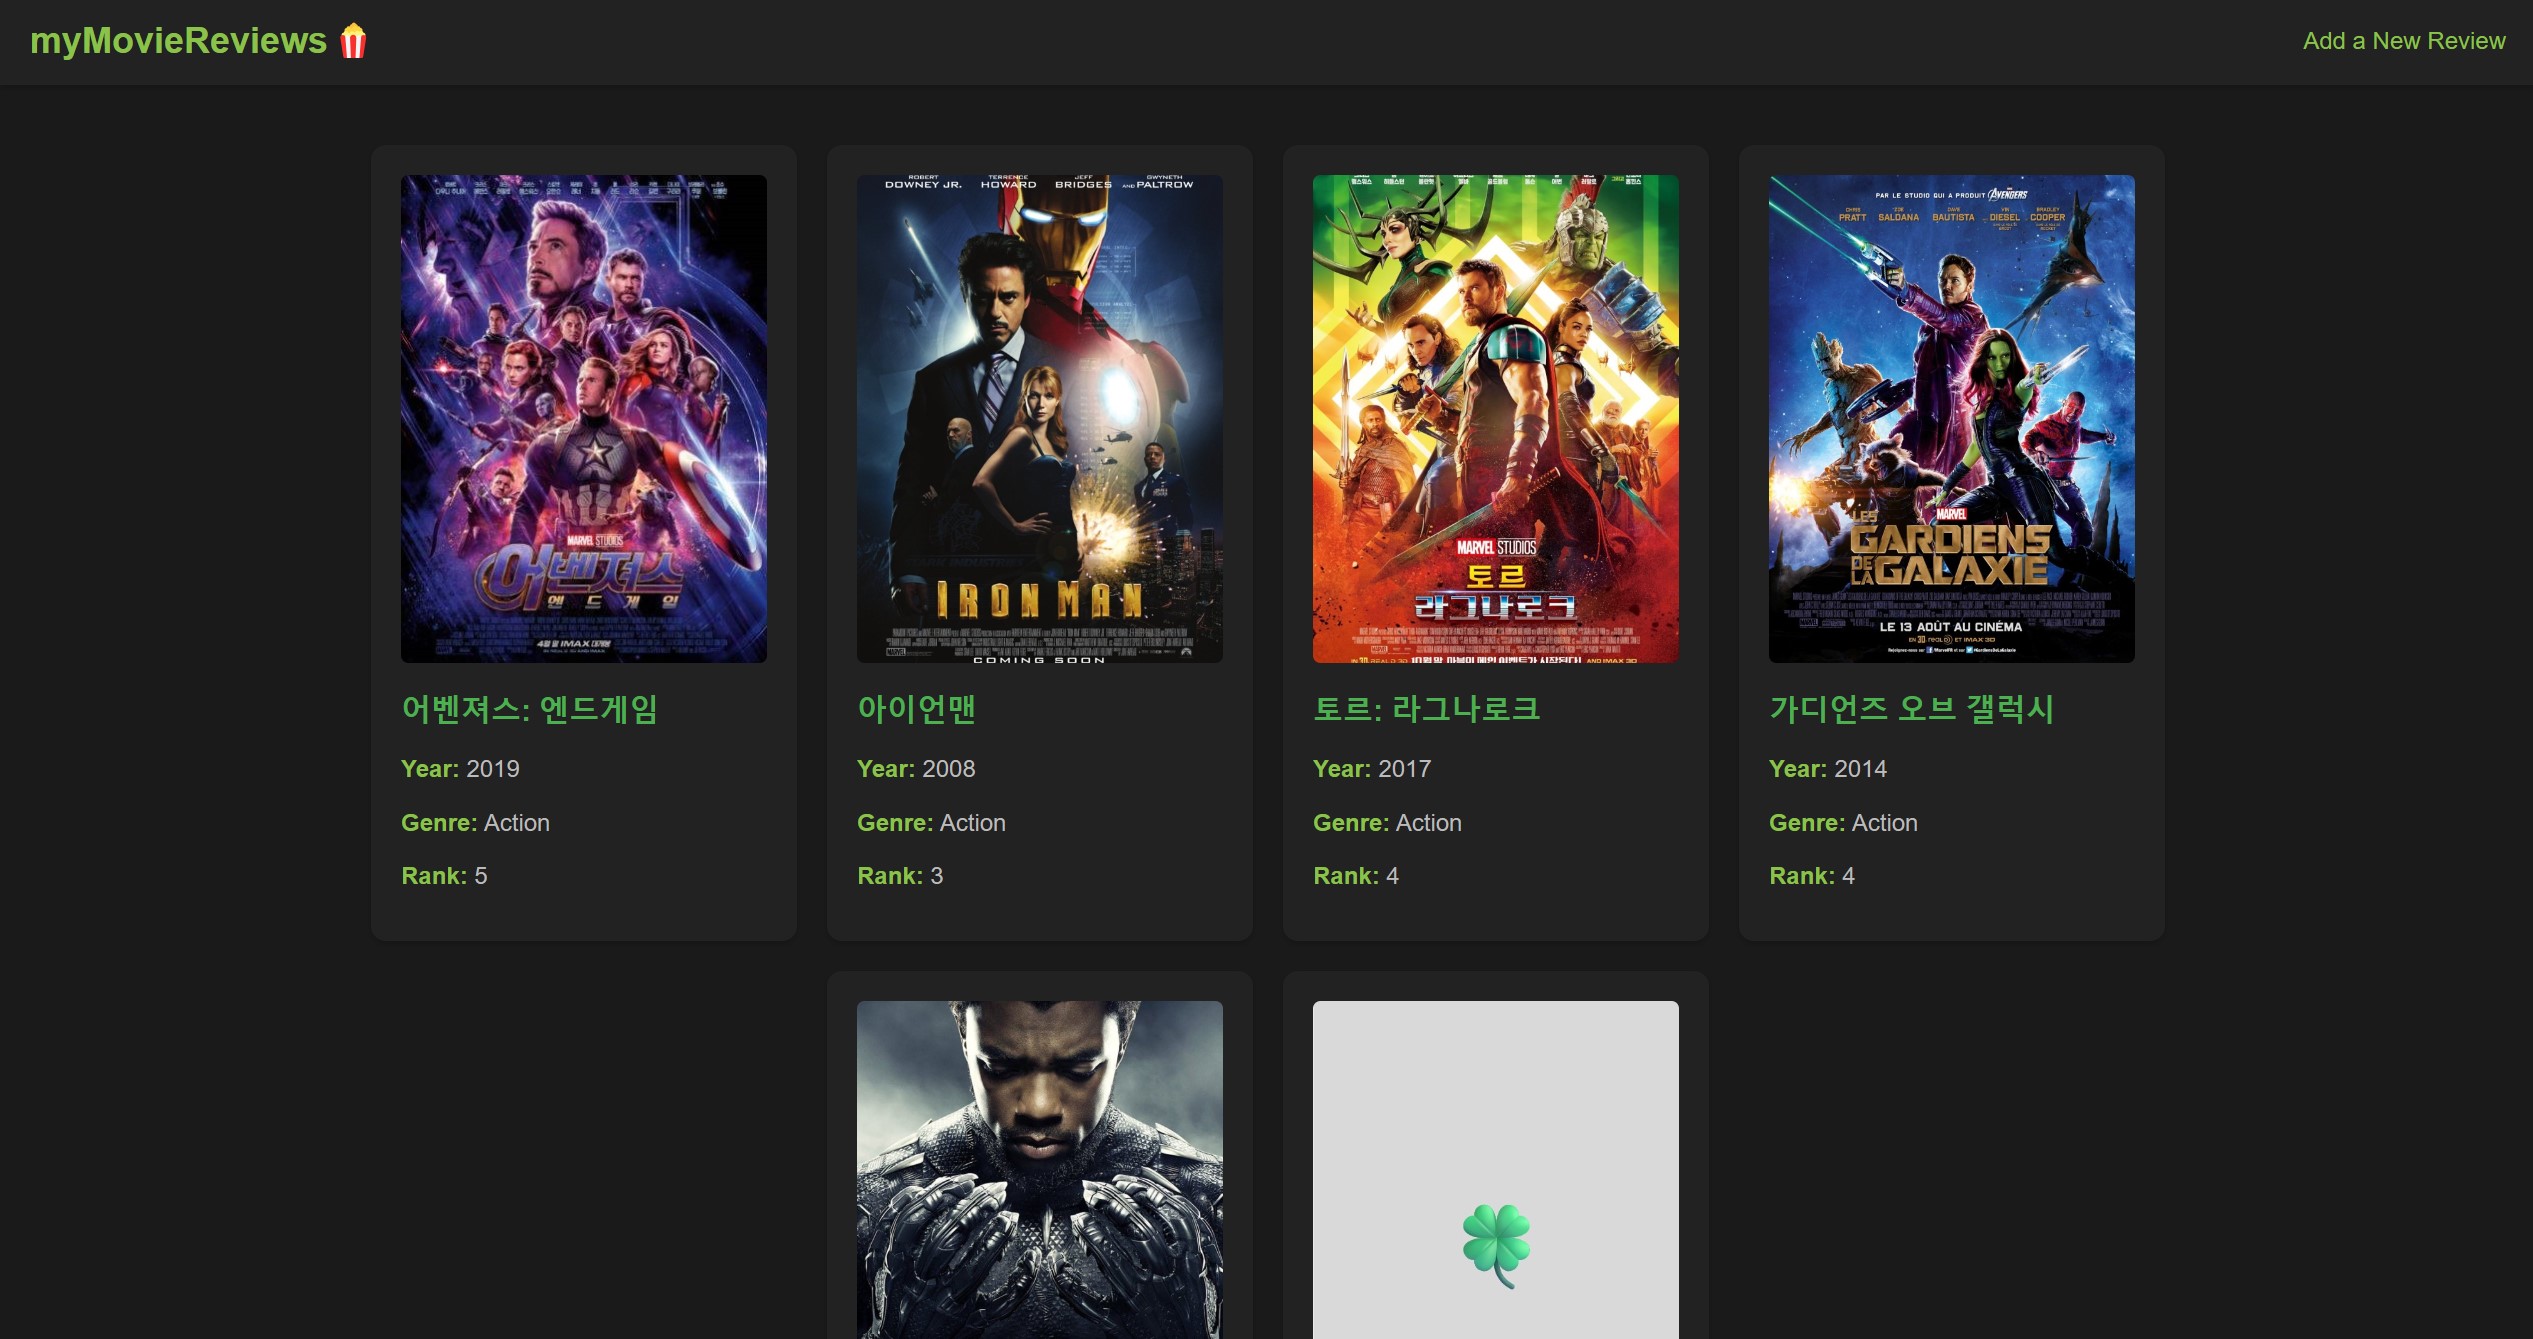 myMovieReviews
Add a New Review
ROBERT DOWNEY JR. TERRENCE HOWARD JEFF BRIDGES AND GWYNETH PALTROW
PAR LE STUDIO QUI A PRODUIT AVENGERS
CHRIS PRATT ZOE SALDANA DAVE BAUTISTA VIN DIESEL BRADLEY COOPER
MARVEL STUDIOS
어벤져스
엔드게임
IRON MAN
COMING SOON
MARVEL STUDIOS
토르
라그나로크
MARVEL
LES GARDIENS
DE LA GALAXIE
LE 13 AOÛT AU CINÉMA
어벤져스: 엔드게임
Year: 2019
Genre: Action
Rank: 5
아이언맨
Year: 2008
Genre: Action
Rank: 3
토르: 라그나로크
Year: 2017
Genre: Action
Rank: 4
가디언즈 오브 갤럭시
Year: 2014
Genre: Action
Rank: 4